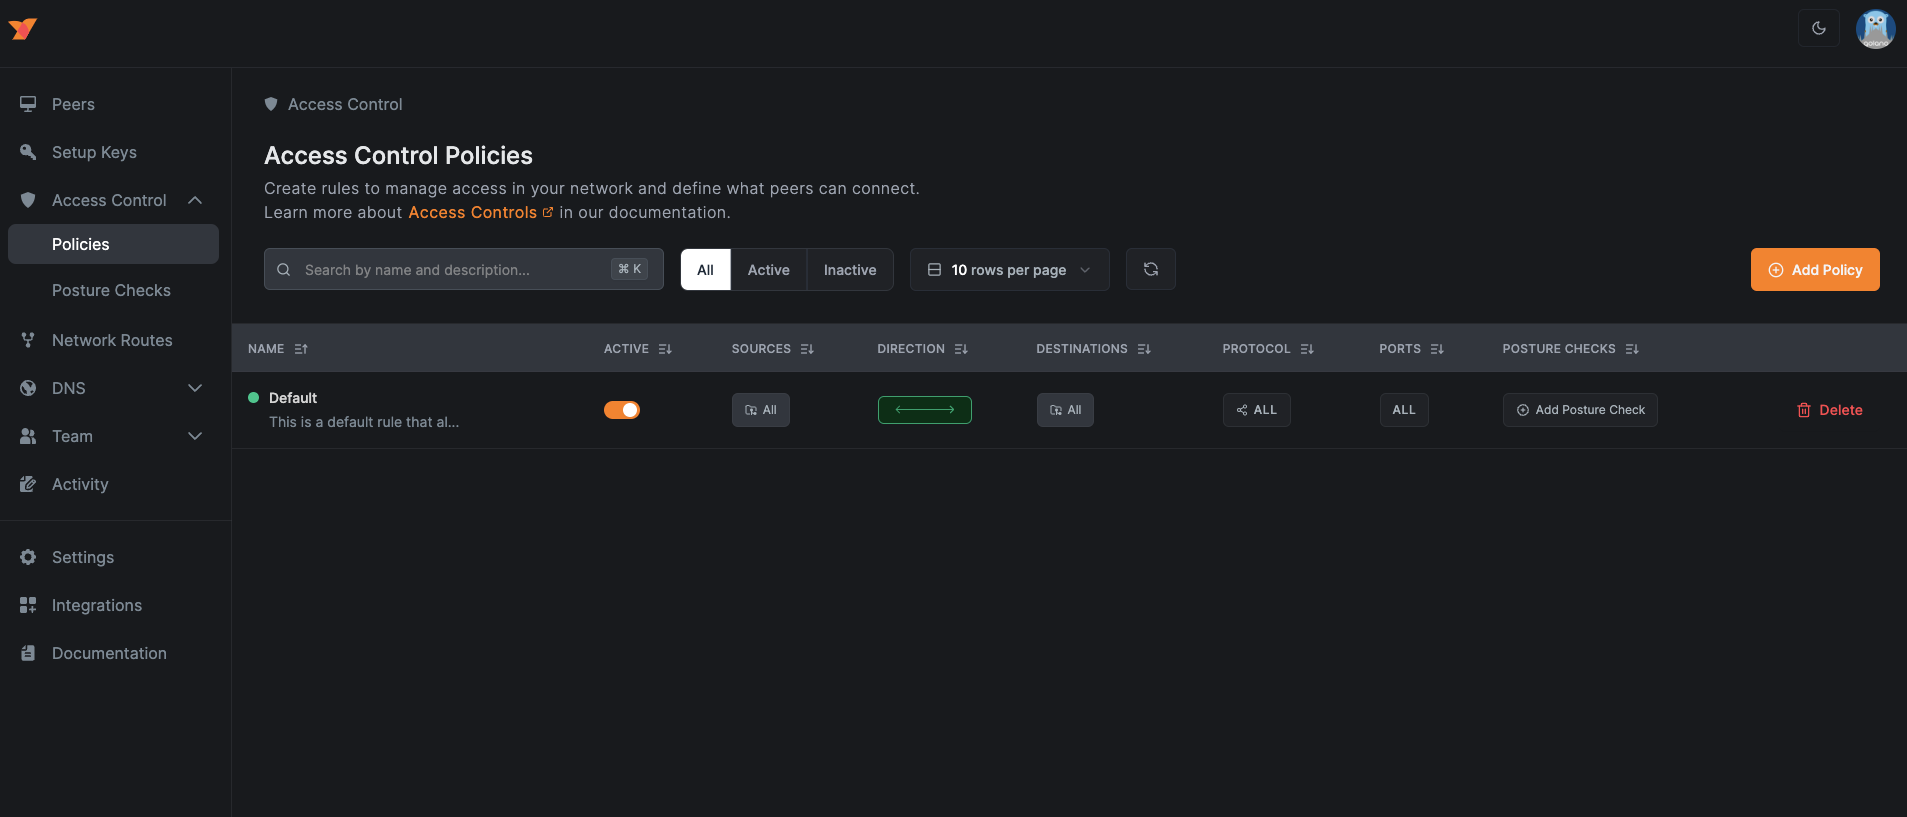 golang
Peers
Setup Keys
Access Control
Policies
Posture Checks
Network Routes
DNS
Team
Activity
Settings
Integrations
Documentation
Access Control
Access Control Policies
Create rules to manage access in your network and define what peers can connect.
Learn more about Access Controls in our documentation.
Search by name and description... ⌘ K All Active Inactive 10 rows per page Add Policy
NAME ACTIVE SOURCES DIRECTION DESTINATIONS PROTOCOL PORTS POSTURE CHECKS
Default All All ALL ALL Add Posture Check Delete
This is a default rule that al...